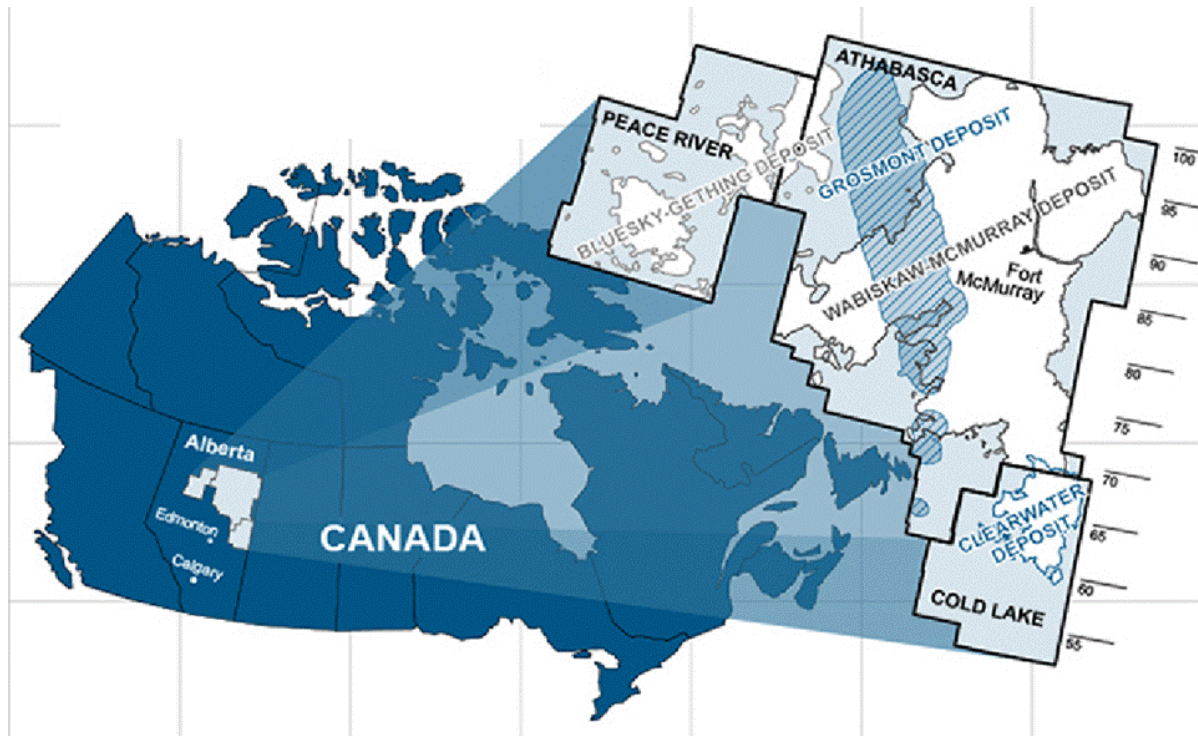 ATHABASCA
PEACE RIVER
BLUESKY-GETHING DEPOSIT
GROSMONT DEPOSIT
WABISKAW-MCMURRAY DEPOSIT
Fort
McMurray
100
95
90
85
80
75
70
65
60
55
CLEARWATER
DEPOSIT
COLD LAKE
Alberta
Edmonton
Calgary
CANADA